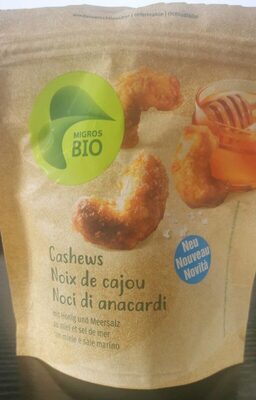 MIGROS
BIO
Cashews
Noix de cajou
Noci di anacardi
mit Honig und Meersalz
au miel et sel de mer
con miele e sale marino
Neu
Nouveau
Novità